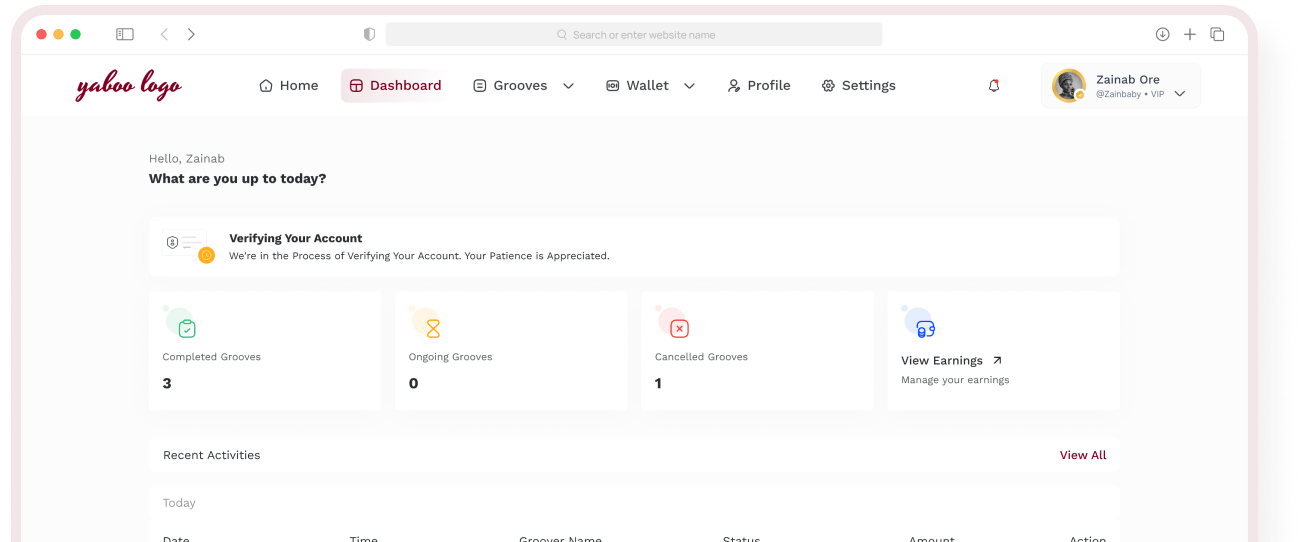 Search or enter website name
yaboo logo
Home
Dashboard
Grooves
Wallet
Profile
Settings
Zainab Ore
@Zainbaby • VIP
Hello, Zainab
What are you up to today?
Verifying Your Account
We're in the Process of Verifying Your Account. Your Patience is Appreciated.
Completed Grooves
3
Ongoing Grooves
0
Cancelled Grooves
1
View Earnings
Manage your earnings
Recent Activities
View All
Today
Date Time Groover Name Status Amount Action